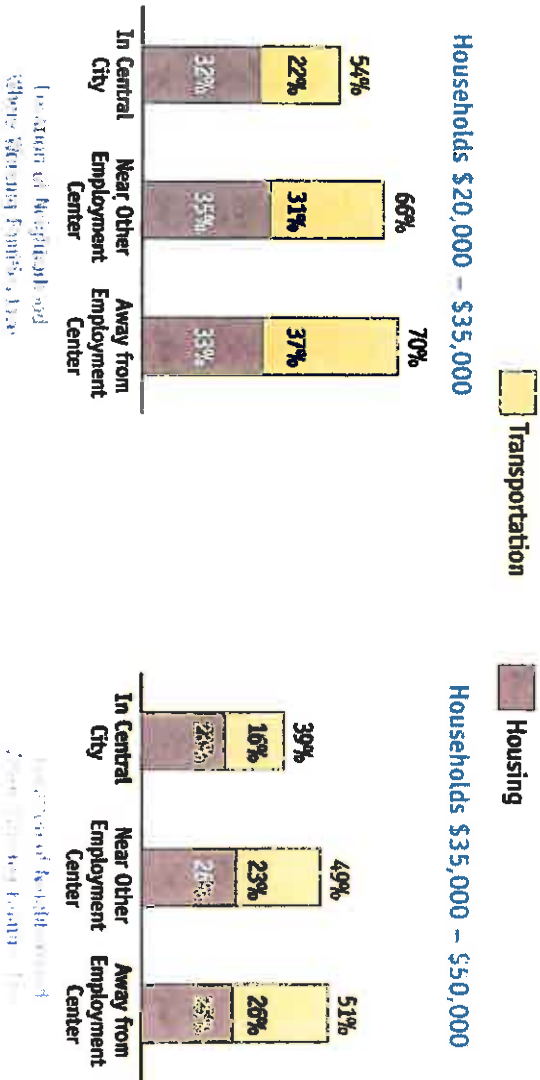 Transportation
Housing
Households $20,000 – $35,000
54%
66%
70%
22%
31%
37%
32%
35%
33%
In Central
City
Near Other
Employment
Center
Away from
Employment
Center
Households $35,000 – $50,000
39%
49%
51%
16%
23%
26%
In Central
City
Near Other
Employment
Center
Away from
Employment
Center